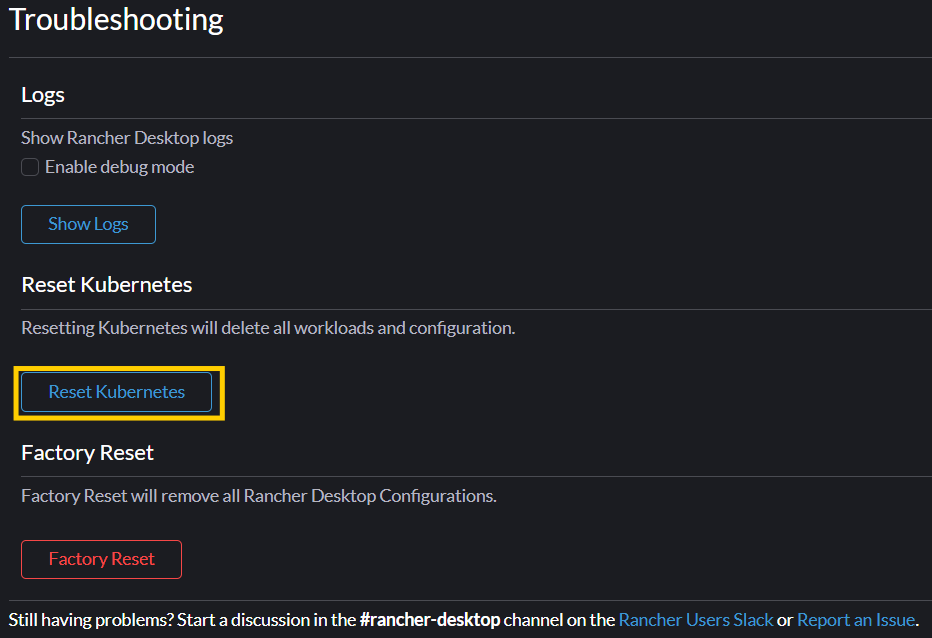 Troubleshooting
Logs
Show Rancher Desktop logs
Enable debug mode
Show Logs
Reset Kubernetes
Resetting Kubernetes will delete all workloads and configuration.
Reset Kubernetes
Factory Reset
Factory Reset will remove all Rancher Desktop Configurations.
Factory Reset
Still having problems? Start a discussion in the #rancher-desktop channel on the Rancher Users Slack or Report an Issue.